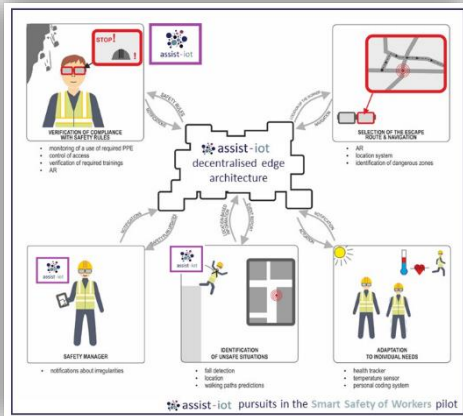 STOP!
assist-iot
SAFETY RULES
VERIFICATION OF COMPLIANCE
WITH SAFETY RULES
• monitoring of a use of required PPE
• control of access
• verification of required trainings
• AR
SELECTION OF THE ESCAPE
ROUTE & NAVIGATION
• AR
• location system
• identification of dangerous zones
assist-iot
decentralised edge
architecture
assist-iot
SAFETY MANAGER
• notifications about irregularities
assist-iot
IDENTIFICATION
OF UNSAFE SITUATIONS
• fall detection
• location
• walking paths predictions
ADAPTATION
TO INDIVIDUAL NEEDS
• health tracker
• temperature sensor
• personal coding system
assist-iot pursuits in the Smart Safety of Workers pilot